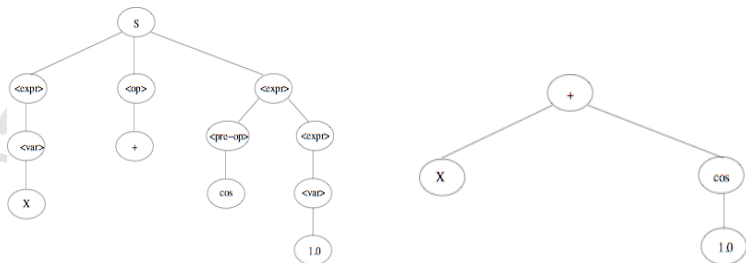 S
<expr> <op> <expr>
+
<var> + <pre-op> <expr>
X cos
X cos <var>
1.0 1.0